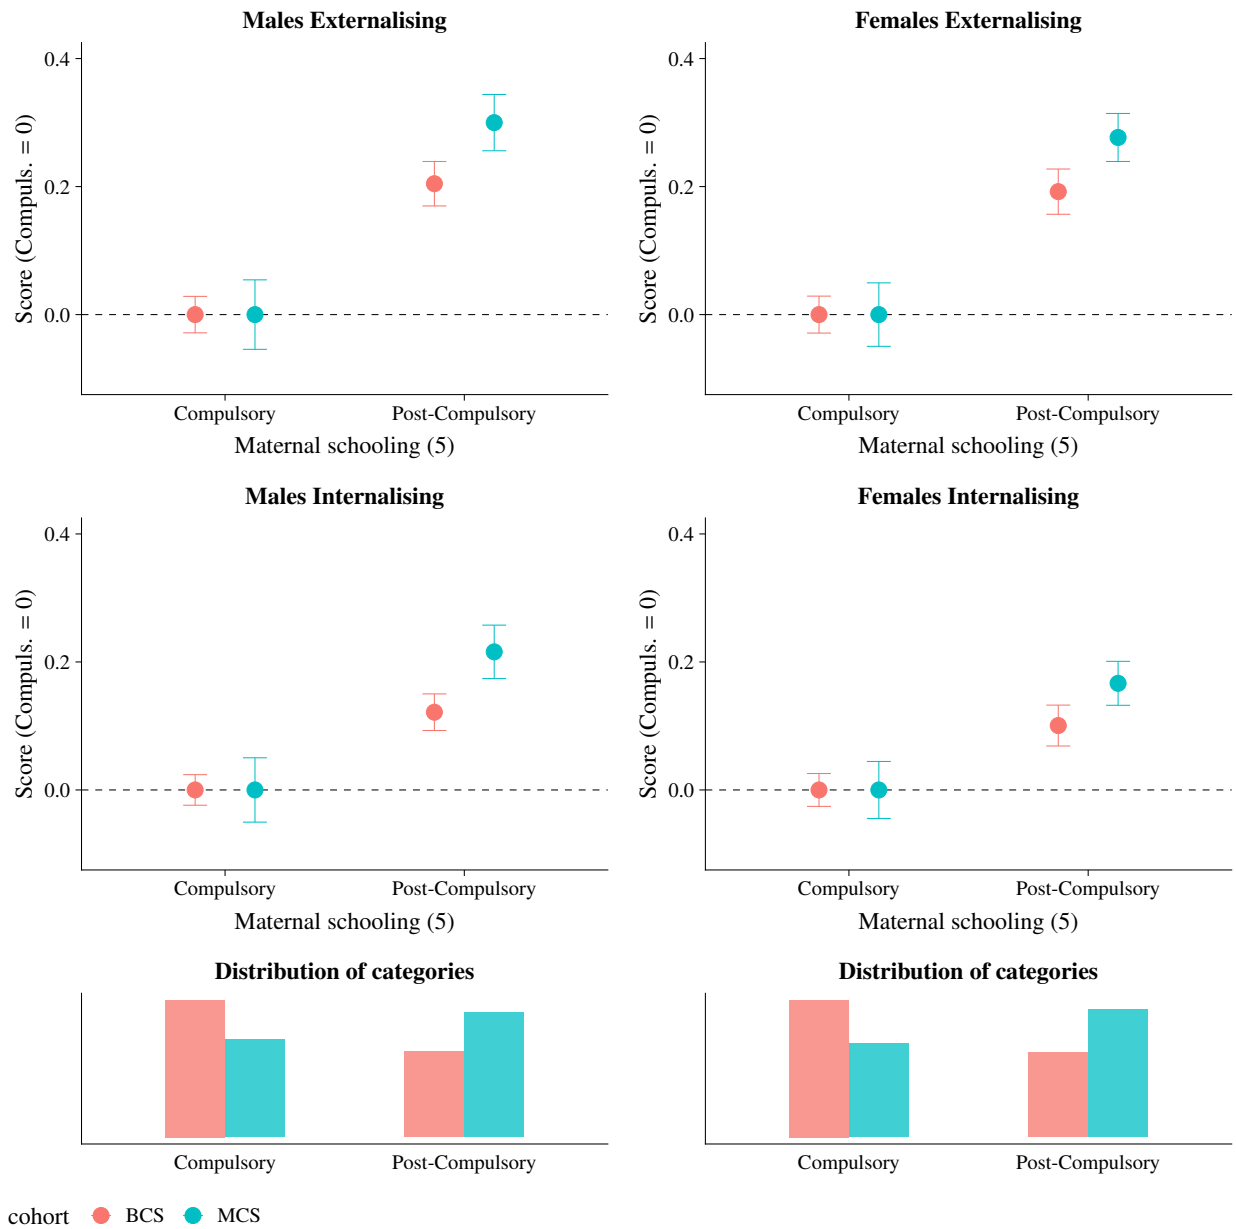 Males Externalising
Females Externalising
Score (Compuls. = 0)
0.4
0.2
0.0
Compulsory
Post-Compulsory
Maternal schooling (5)
Score (Compuls. = 0)
0.4
0.2
0.0
Compulsory
Post-Compulsory
Maternal schooling (5)
Males Internalising
Females Internalising
Score (Compuls. = 0)
0.4
0.2
0.0
Compulsory
Post-Compulsory
Maternal schooling (5)
Score (Compuls. = 0)
0.4
0.2
0.0
Compulsory
Post-Compulsory
Maternal schooling (5)
Distribution of categories
Distribution of categories
Compulsory
Post-Compulsory
Compulsory
Post-Compulsory
cohort BCS MCS